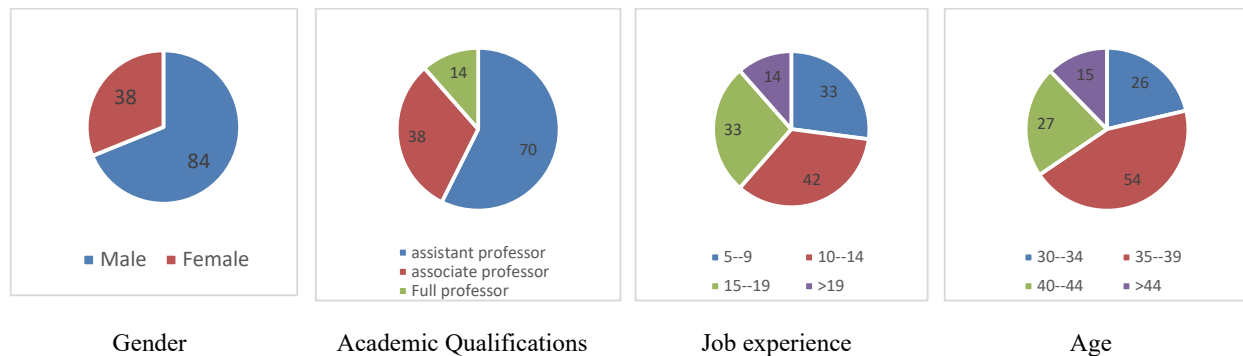 38
84
Male Female
Gender
14
38
70
assistant professor
associate professor
Full professor
Academic Qualifications
14
33
33
42
5--9 10--14
15--19 >19
Job experience
15
26
27
54
30--34 35--39
40--44 >44
Age